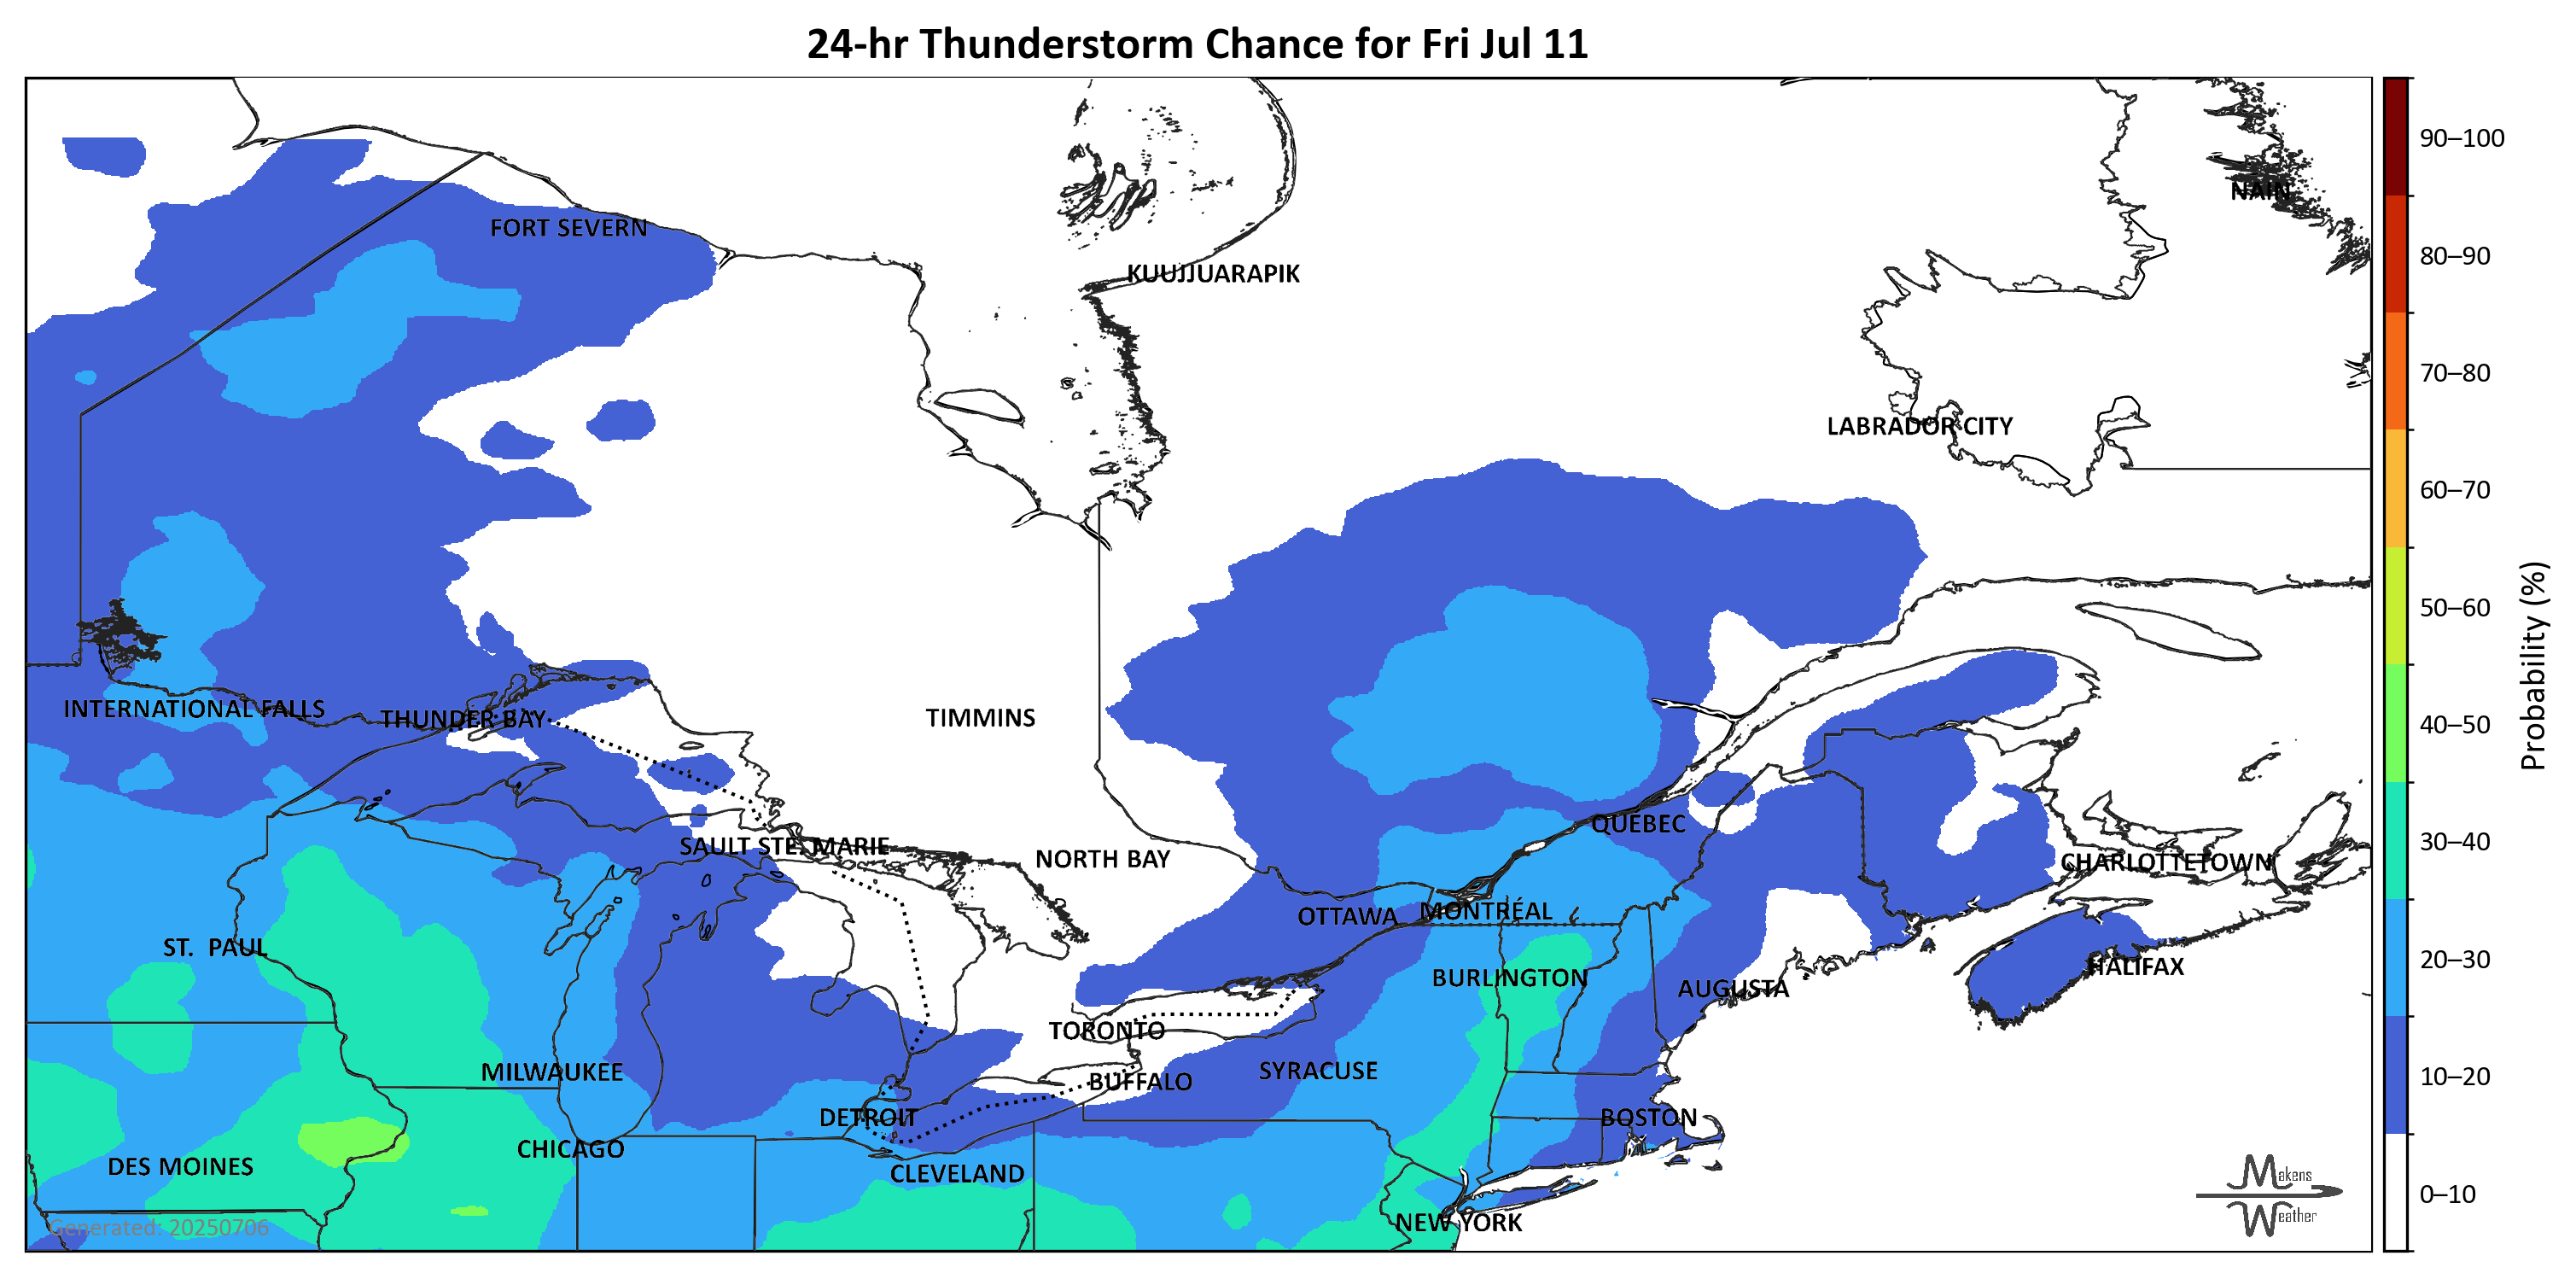 24-hr Thunderstorm Chance for Fri Jul 11
90–100
NAIN
FORT SEVERN
80–90
KUUJJUARAPIK
70–80
LABRADOR CITY
60–70
50–60
Probability (%)
INTERNATIONAL FALLS
THUNDER BAY
TIMMINS
40–50
QUEBEC
SAULT STE. MARIE
NORTH BAY
30–40
CHARLOTTETOWN
OTTAWA
MONTRÉAL
ST. PAUL
20–30
HALIFAX
BURLINGTON
AUGUSTA
TORONTO
MILWAUKEE
SYRACUSE
BUFFALO
10–20
DETROIT
BOSTON
CHICAGO
DES MOINES
CLEVELAND
Makens
Weather
0–10
NEW YORK
Generated: 20250706